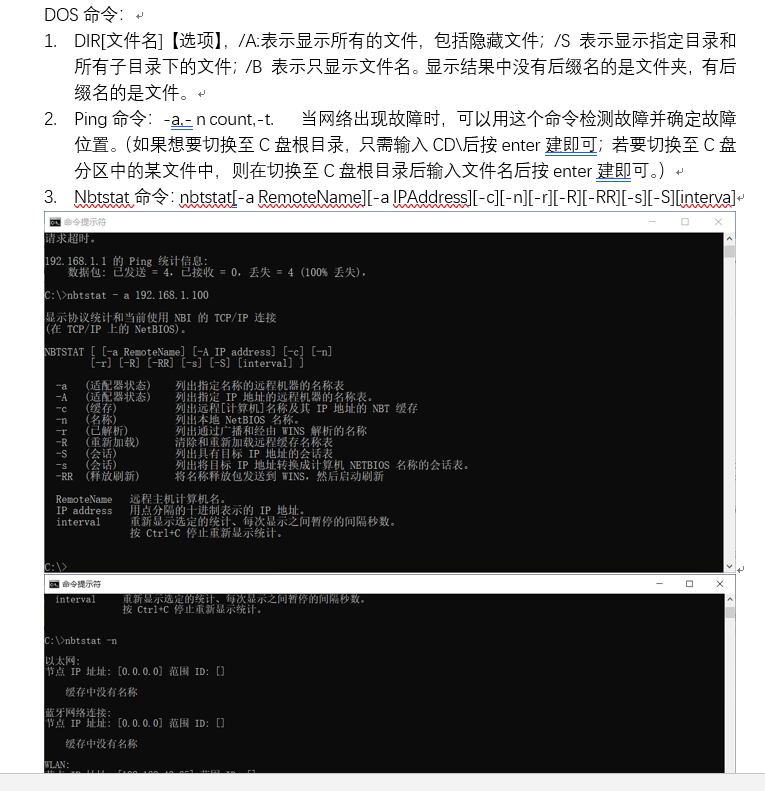 DOS 命令：
1. DIR[文件名]【选项】，/A:表示显示所有的文件，包括隐藏文件；/S 表示显示指定目录和
所有子目录下的文件；/B 表示只显示文件名。显示结果中没有后缀名的是文件夹，有后
缀名的是文件。
2. Ping 命令：-a,- n count,-t. 当网络出现故障时，可以用这个命令检测故障并确定故障
位置。（如果想要切换至 C 盘根目录，只需输入 CD\后按 enter 建即可；若要切换至 C 盘
分区中的某文件中，则在切换至 C 盘根目录后输入文件名后按 enter 建即可。）
3. Nbtstat 命令：nbtstat[-a RemoteName][-a IPAddress][-c][-n][-r][-R][-RR][-s][-S][interva]
命令提示符
请求超时。
192.168.1.1 的 Ping 统计信息:
数据包: 已发送 = 4，已接收 = 0，丢失 = 4 (100% 丢失)，
C:\>nbtstat - a 192.168.1.100
显示协议统计和当前使用 NBI 的 TCP/IP 连接
(在 TCP/IP 上的 NetBIOS)。
NBTSTAT [ [-a RemoteName] [-A IP address] [-c] [-n]
[-r] [-R] [-RR] [-s] [-S] [interval] ]
-a (适配器状态) 列出指定名称的远程机器的名称表
-A (适配器状态) 列出指定 IP 地址的远程机器的名称表。
-c (缓存) 列出远程[计算机]名称及其 IP 地址的 NBT 缓存
-n (名称) 列出本地 NetBIOS 名称。
-r (已解析) 列出通过广播和经由 WINS 解析的名称
-R (重新加载) 清除和重新加载远程缓存名称表
-S (会话) 列出具有目标 IP 地址的会话表
-s (会话) 列出将目标 IP 地址转换成计算机 NETBIOS 名称的会话表。
-RR (释放刷新) 将名称释放包发送到 WINS，然后启动刷新
RemoteName 远程主机计算机名。
IP address 用点分隔的十进制表示的 IP 地址。
interval 重新显示选定的统计、每次显示之间暂停的间隔秒数。
按 Ctrl+C 停止重新显示统计。
C:\>
命令提示符
interval 重新显示选定的统计、每次显示之间暂停的间隔秒数。
按 Ctrl+C 停止重新显示统计。
C:\>nbtstat -n
以太网:
节点 IP 址址: [0.0.0.0] 范围 ID: []
缓存中没有名称
蓝牙网络连接:
节点 IP 址址: [0.0.0.0] 范围 ID: []
缓存中没有名称
WLAN: